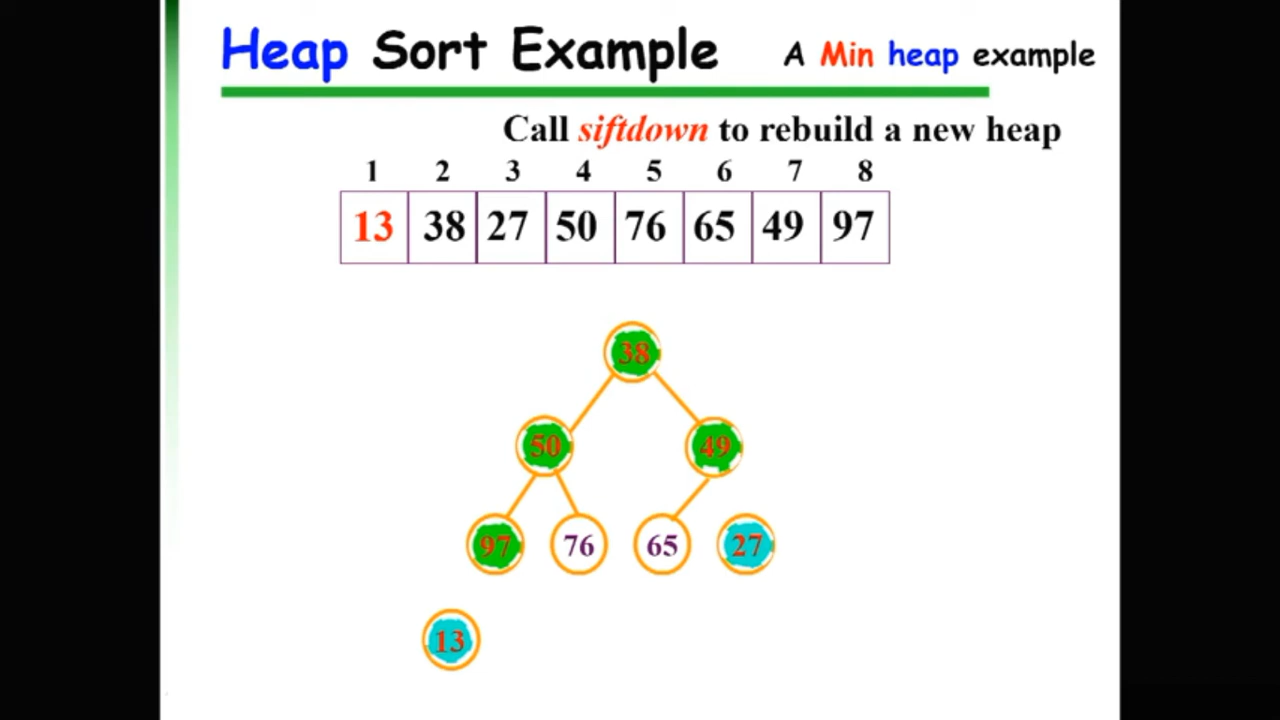 Heap Sort Example A Min heap example
Call siftdown to rebuild a new heap
1 2 3 4 5 6 7 8
13 38 27 50 76 65 49 97
38
50 49
97 76 65 27
13